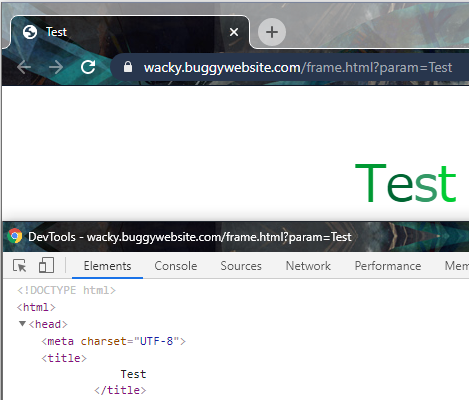 Test
wacky.buggywebsite.com/frame.html?param=Test
Test
DevTools - wacky.buggywebsite.com/frame.html?param=Test
Elements Console Sources Network Performance Mem
<!DOCTYPE html>
<html>
<head>
<meta charset="UTF-8">
<title>
Test
</title>